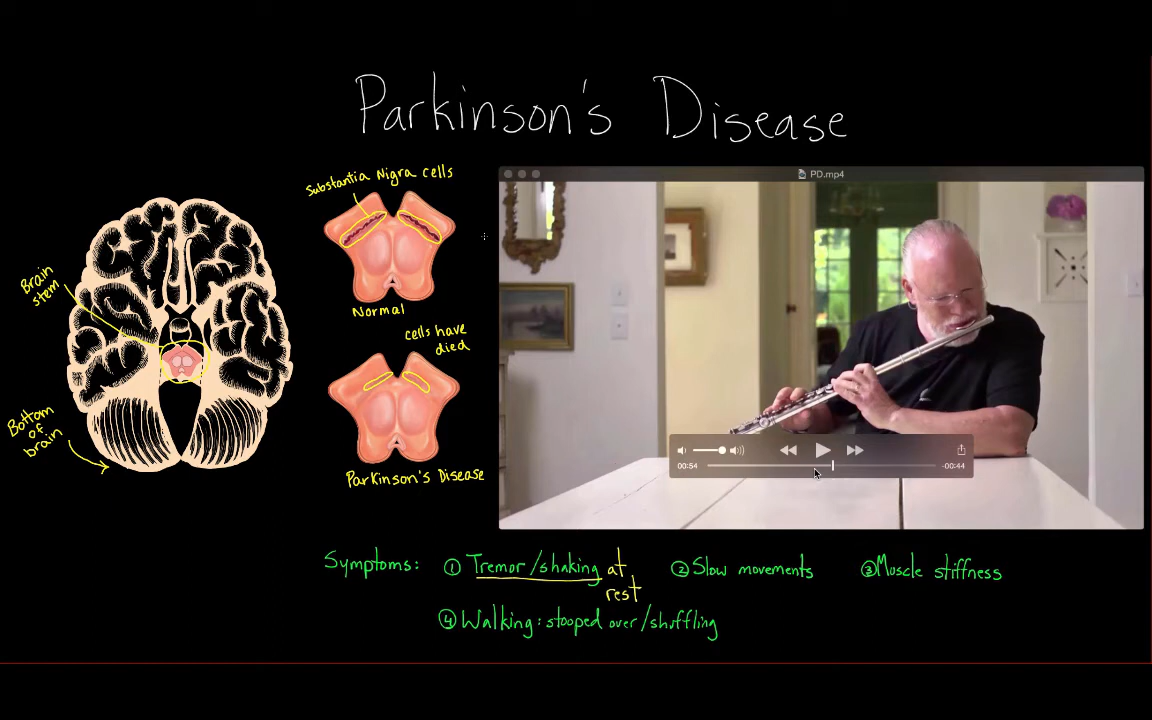 Parkinson's Disease
Substantia Nigra cells
PD.mp4
Brain
stem
Normal
cells have
died
Bottom
of
brain
00:54
-00:44
Parkinson's Disease
Symptoms: ① Tremor/shaking at
rest
② Slow movements
③ Muscle stiffness
④ Walking: stooped over/shuffling